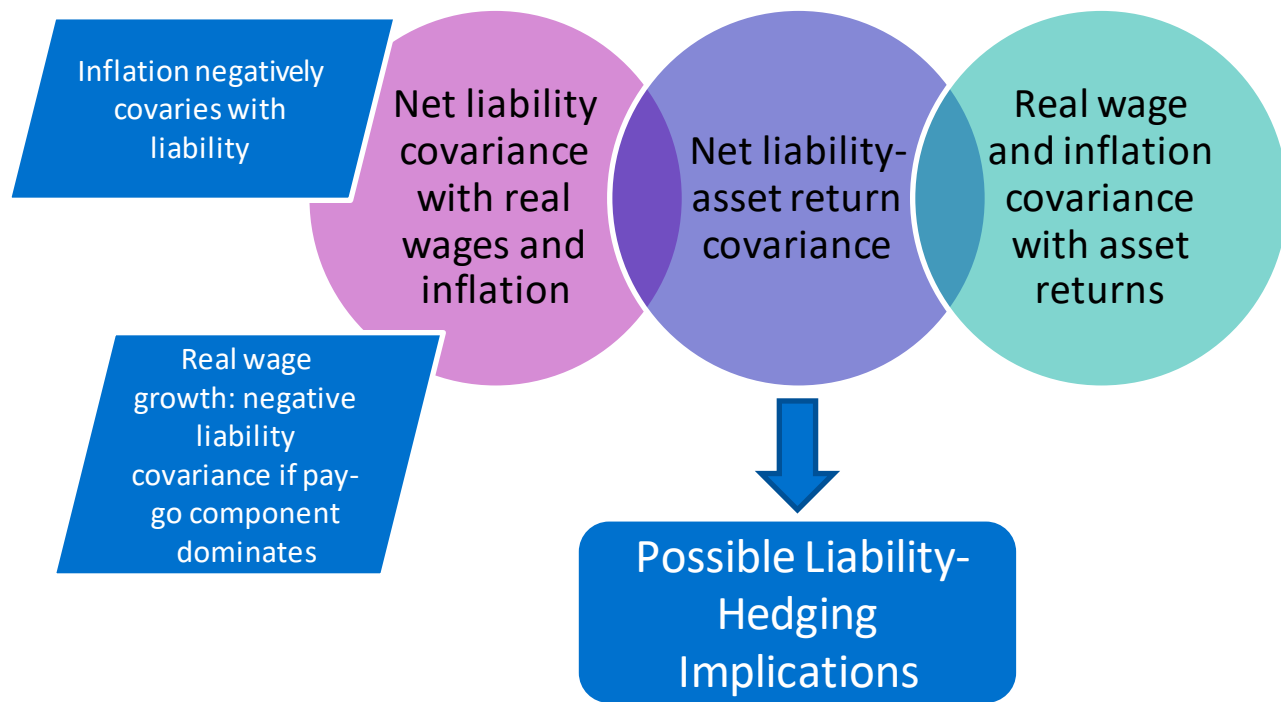 Inflation negatively
covaries with
liability
Net liability
covariance
with real
wages and
inflation
Net liability-
asset return
covariance
Real wage
and inflation
covariance
with asset
returns
Real wage
growth: negative
liability
covariance if pay-
go component
dominates
Possible Liability-
Hedging
Implications